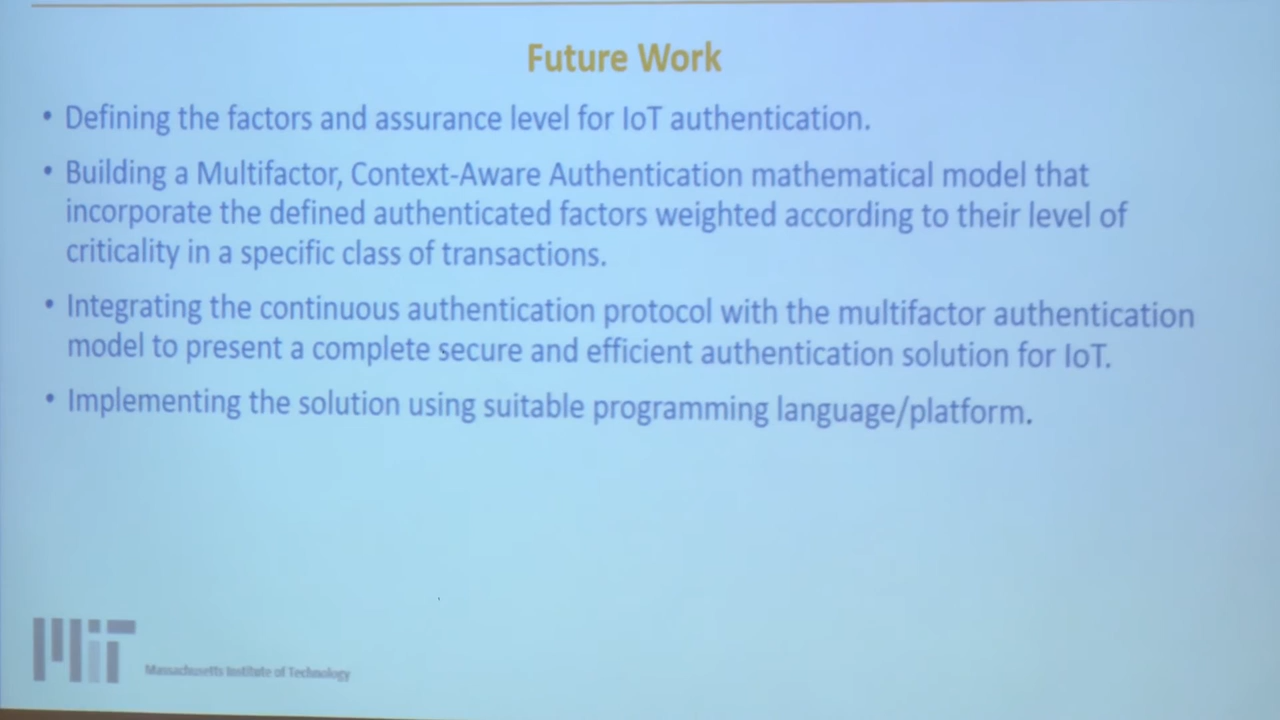 Future Work
• Defining the factors and assurance level for IoT authentication.
• Building a Multifactor, Context-Aware Authentication mathematical model that
incorporate the defined authenticated factors weighted according to their level of
criticality in a specific class of transactions.
• Integrating the continuous authentication protocol with the multifactor authentication
model to present a complete secure and efficient authentication solution for IoT.
• Implementing the solution using suitable programming language/platform.
MIT
Massachusetts Institute of Technology